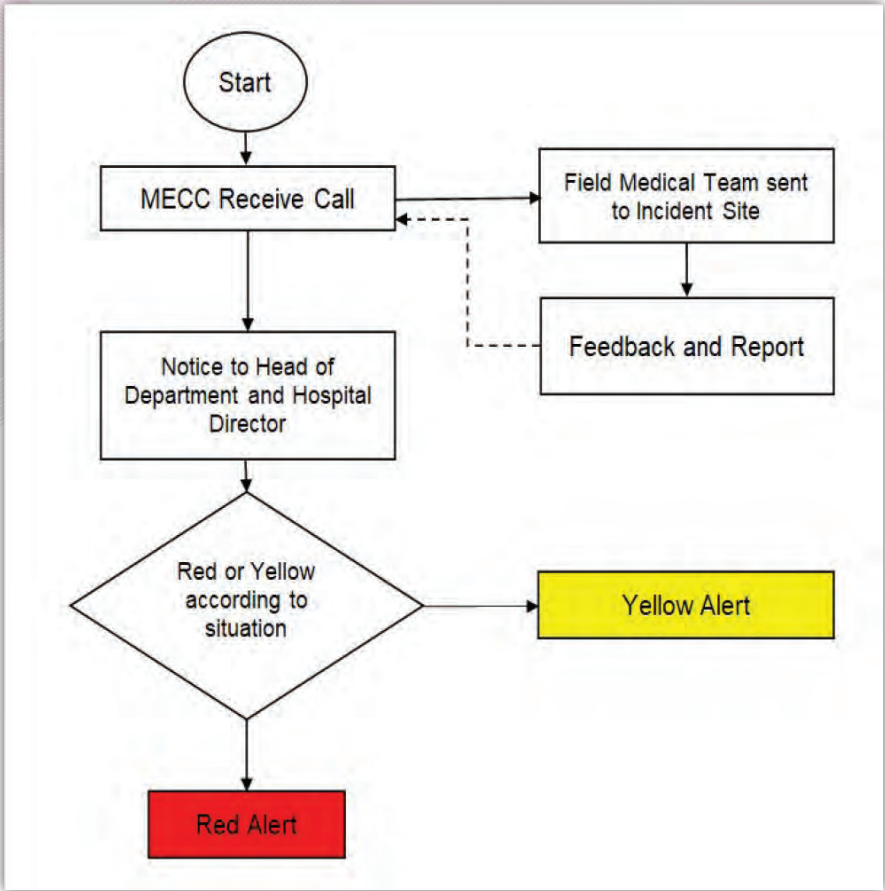 Start
MECC Receive Call
Field Medical Team sent
to Incident Site
Feedback and Report
Notice to Head of
Department and Hospital
Director
Red or Yellow
according to
situation
Yellow Alert
Red Alert